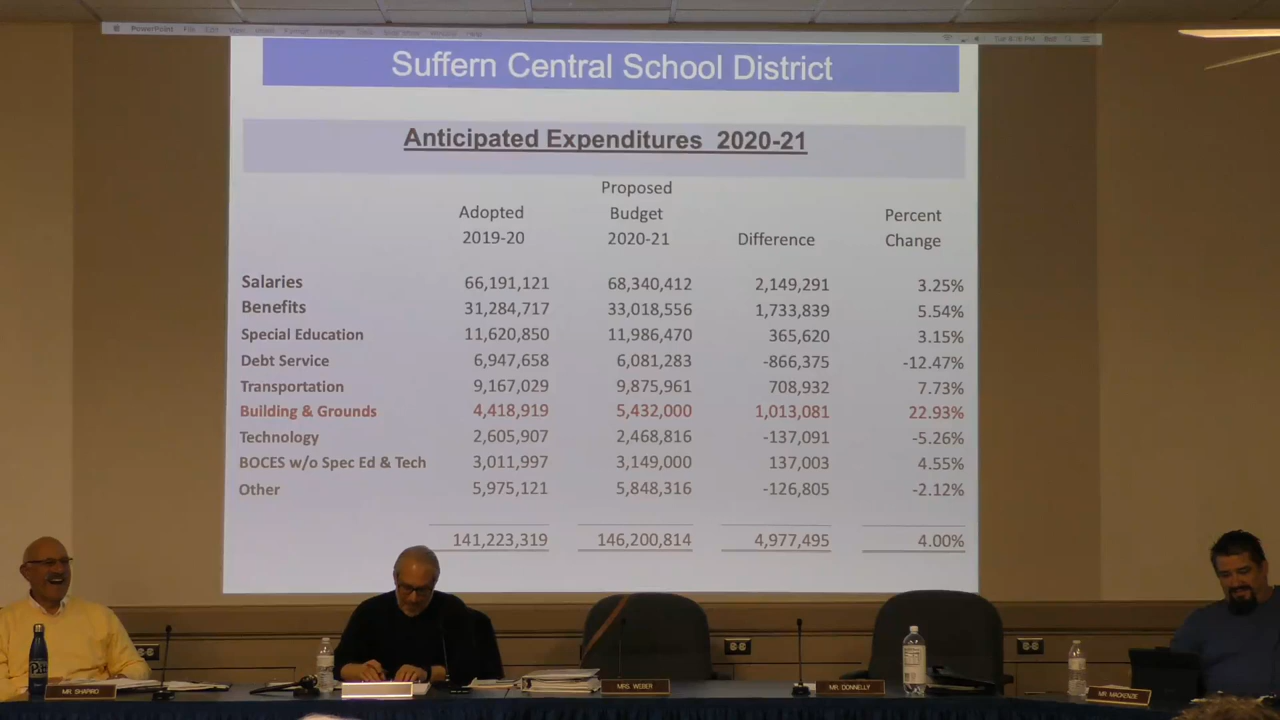 PowerPoint File Edit
Suffern Central School District
Anticipated Expenditures 2020-21
Proposed
Adopted Budget Percent
2019-20 2020-21 Difference Change
Salaries 66,191,121 68,340,412 2,149,291 3.25%
Benefits 31,284,717 33,018,556 1,733,839 5.54%
Special Education 11,620,850 11,986,470 365,620 3.15%
Debt Service 6,947,658 6,081,283 -866,375 -12.47%
Transportation 9,167,029 9,875,961 708,932 7.73%
Building & Grounds 4,418,919 5,432,000 1,013,081 22.93%
Technology 2,605,907 2,468,816 -137,091 -5.26%
BOCES w/o Spec Ed & Tech 3,011,997 3,149,000 137,003 4.55%
Other 5,975,121 5,848,316 -126,805 -2.12%
141,223,319 146,200,814 4,977,495 4.00%
MR. SHAPIRO
MRS. WEBER
MR. DONNELLY
MR. MACKENZIE